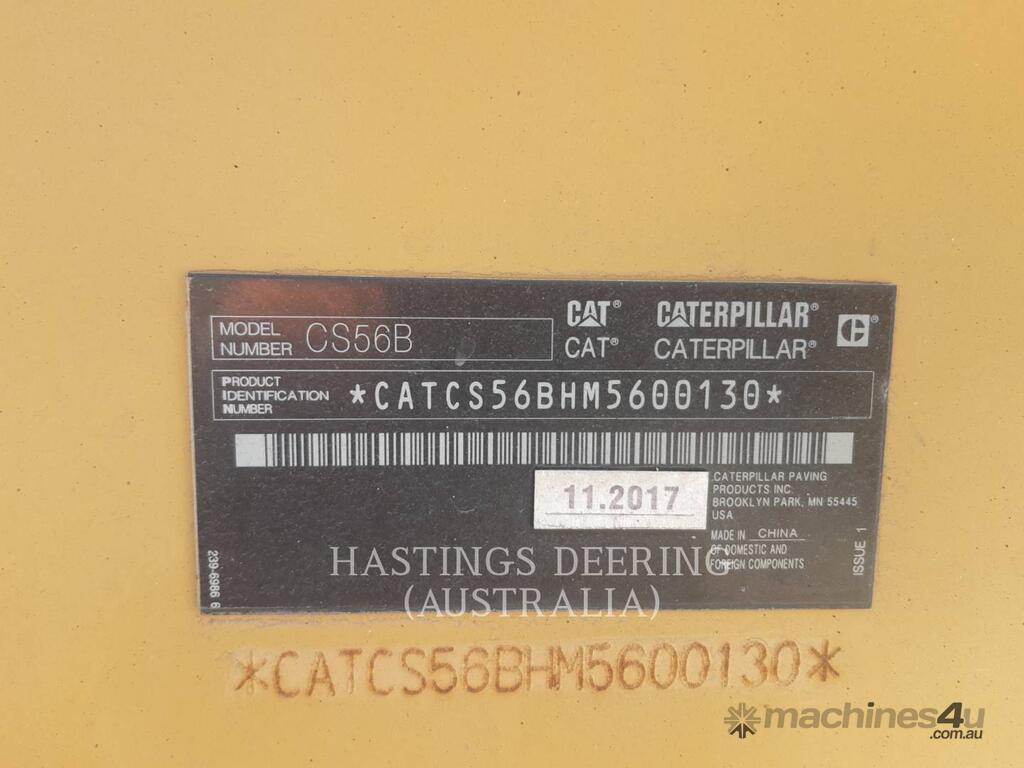 MODEL
NUMBER CS56B
CAT® CATERPILLAR®
CAT® CATERPILLAR®
PRODUCT
IDENTIFICATION
NUMBER
*CATCS56BHM5600130*
11.2017
CATERPILLAR PAVING
PRODUCTS INC.
BROOKLYN PARK, MN 55445
USA
MADE IN CHINA
OF DOMESTIC AND
FOREIGN COMPONENTS
ISSUE 1
239-6986 6
HASTINGS DEERING
(AUSTRALIA)
*CATCS56BHM5600130*
machines4u
.com.au